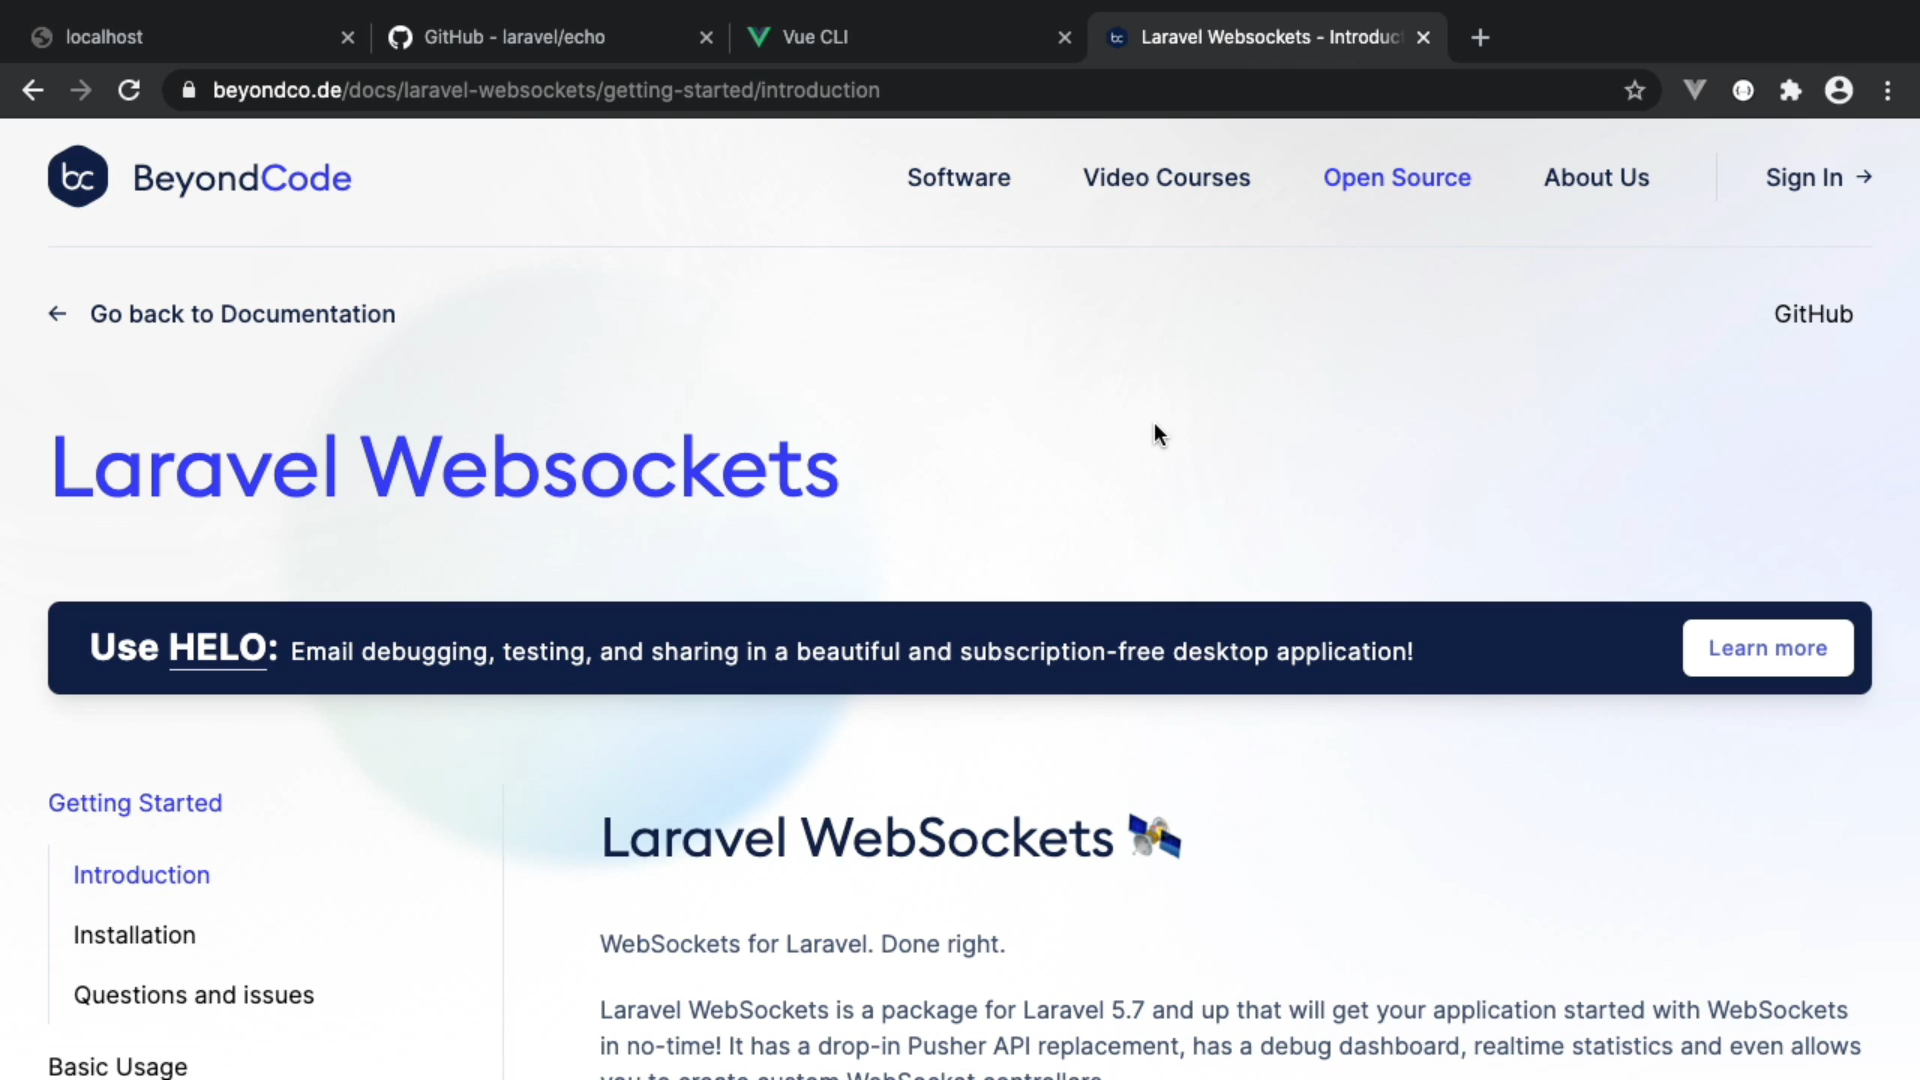 localhost
GitHub - laravel/echo
Vue CLI
Laravel Websockets - Introduc
beyondco.de/docs/laravel-websockets/getting-started/introduction
bc BeyondCode
Software
Video Courses
Open Source
About Us
Sign In →
← Go back to Documentation
GitHub
Laravel Websockets
Use HELO: Email debugging, testing, and sharing in a beautiful and subscription-free desktop application!
Learn more
Getting Started
Introduction
Installation
Questions and issues
Basic Usage
Laravel WebSockets 🛰️
WebSockets for Laravel. Done right.
Laravel WebSockets is a package for Laravel 5.7 and up that will get your application started with WebSockets
in no-time! It has a drop-in Pusher API replacement, has a debug dashboard, realtime statistics and even allows
you to create custom WebSocket controllers.